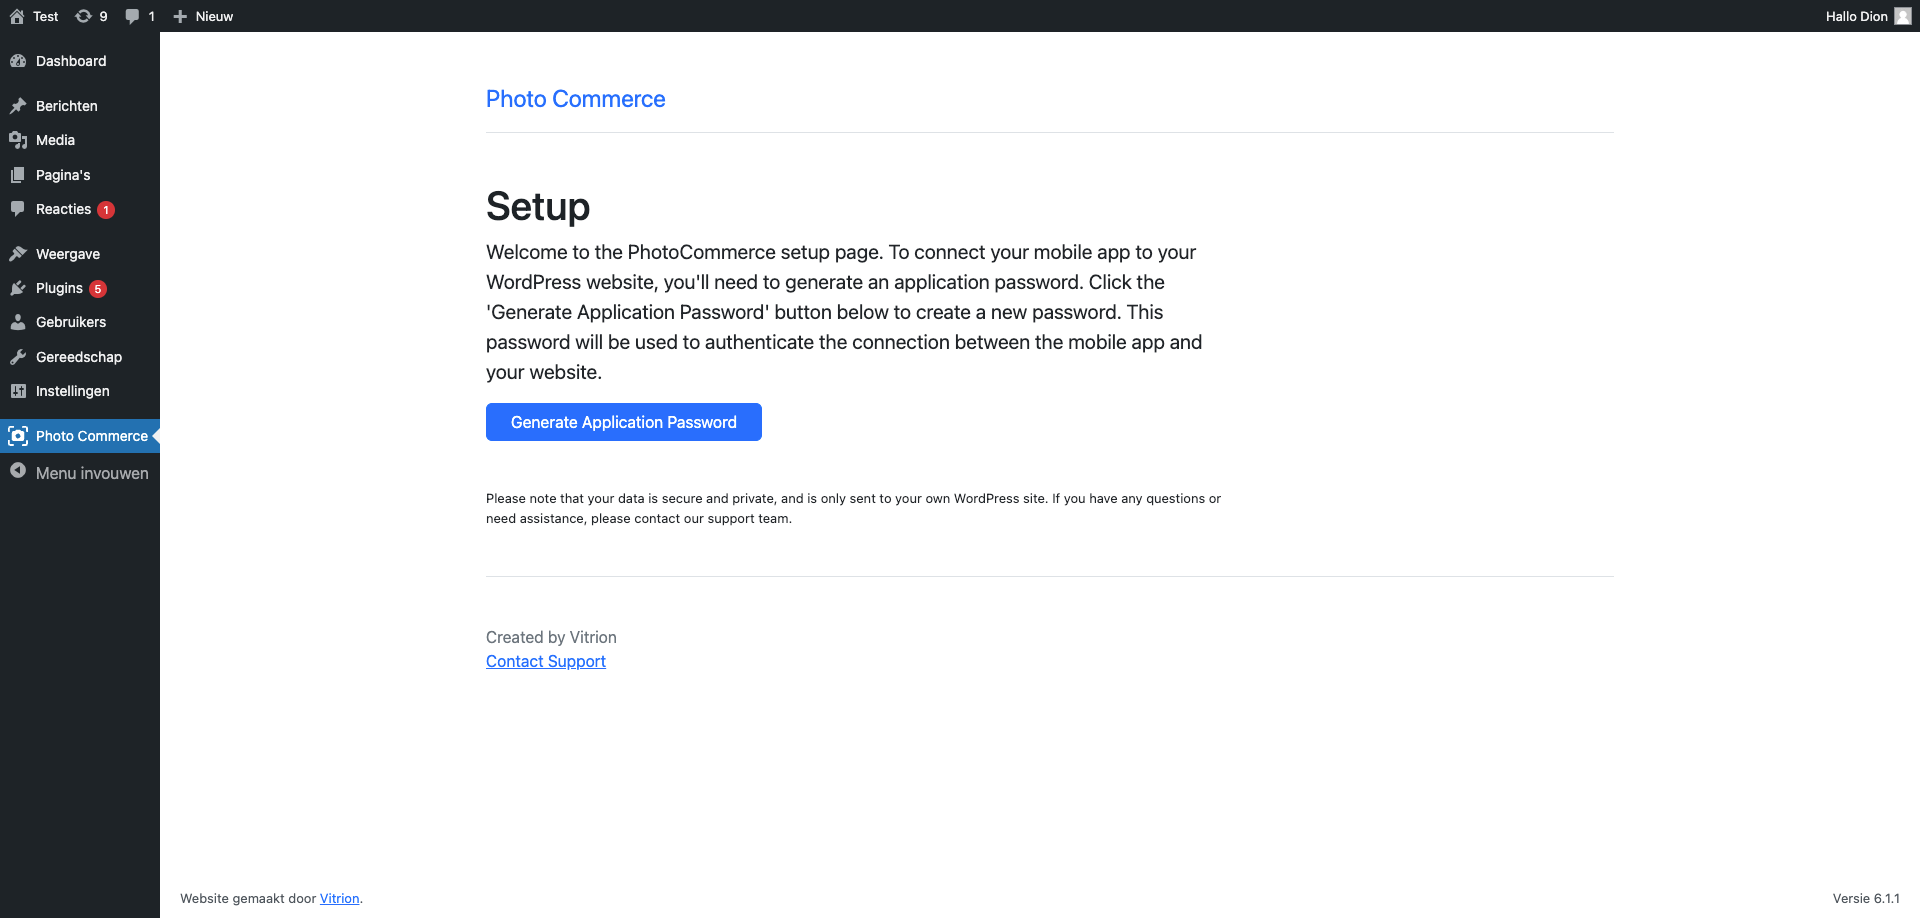 Test 9 1 Nieuw Hallo Dion
Dashboard
Berichten
Media
Pagina's
Reacties 1
Weergave
Plugins 5
Gebruikers
Gereedschap
Instellingen
Photo Commerce
Menu invouwen
Photo Commerce
Setup
Welcome to the PhotoCommerce setup page. To connect your mobile app to your
WordPress website, you'll need to generate an application password. Click the
'Generate Application Password' button below to create a new password. This
password will be used to authenticate the connection between the mobile app and
your website.
Generate Application Password
Please note that your data is secure and private, and is only sent to your own WordPress site. If you have any questions or
need assistance, please contact our support team.
Created by Vitrion
Contact Support
Website gemaakt door Vitrion. Versie 6.1.1